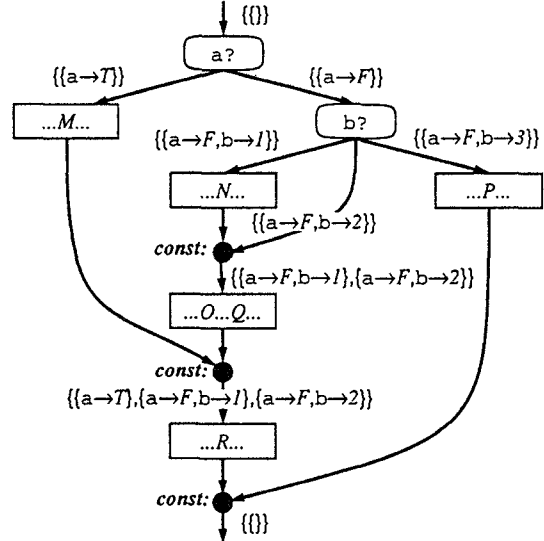 {{}}
a?
{{a→T}}
{{a→F}}
...M...
b?
{{a→F,b→1}}
{{a→F,b→3}}
...N...
...P...
{{a→F,b→2}}
const:
{{a→F,b→1},{a→F,b→2}}
...O...Q...
const:
{{a→T},{a→F,b→1},{a→F,b→2}}
...R...
const:
{{}}